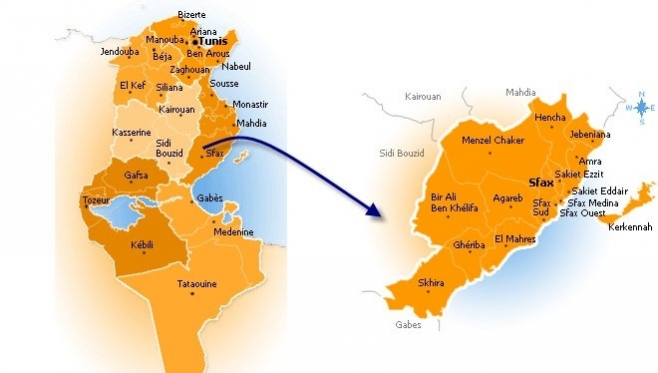 Bizerte
Ariana
Manouba
Tunis
Jendouba
Béja
Ben Arous
Zaghouan
Nabeul
El Kef
Siliana
Sousse
Kairouan
Monastir
Mahdia
Kasserine
Sidi
Bouzid
Sfax
Gafsa
Tozeur
Gabès
Medenine
Kébili
Tataouine
Kairouan
Mahdia
N
W
E
S
Hencha
Sidi Bouzid
Menzel Chaker
Jebeniana
Amra
Sakiet Ezzit
Sfax
Sakiet Eddair
Bir Ali
Ben Khélifa
Agareb
Sfax
Sud
Sfax Medina
Sfax Ouest
Kerkennah
Ghériba
El Mahres
Skhira
Gabes